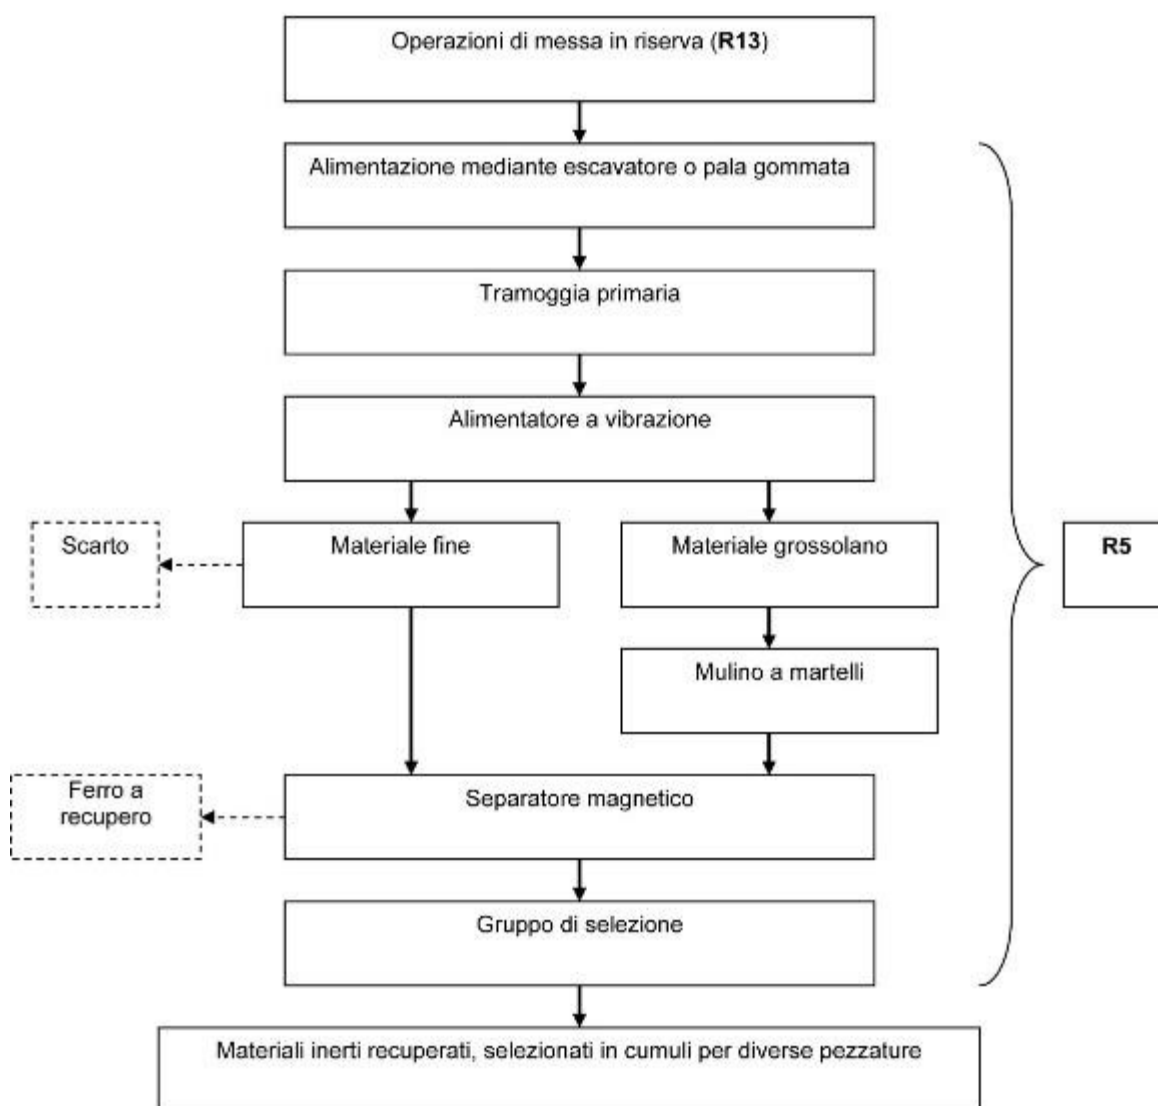 Operazioni di messa in riserva (R13)
Alimentazione mediante escavatore o pala gommata
Tramoggia primaria
Alimentatore a vibrazione
Scarto
Materiale fine
Materiale grossolano
R5
Mulino a martelli
Ferro a
recupero
Separatore magnetico
Gruppo di selezione
Materiali inerti recuperati, selezionati in cumuli per diverse pezzature